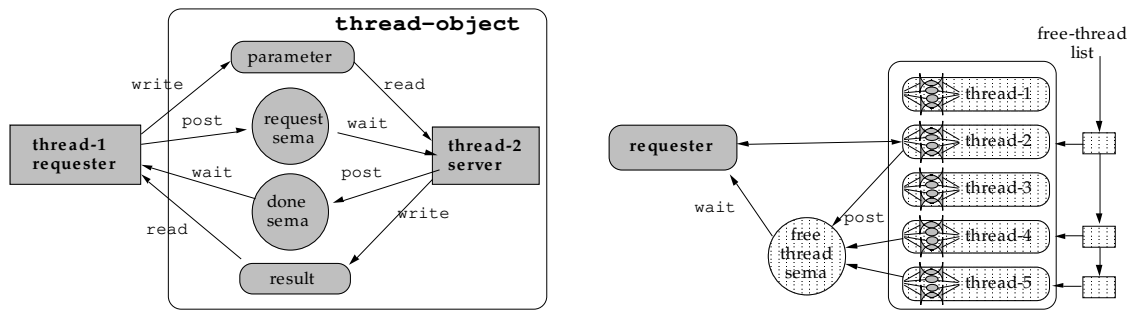 thread-object
parameter
write
read
post
request
sema
wait
thread-1
requester
thread-2
server
wait
post
done
sema
write
read
result
free-thread
list
thread-1
requester
thread-2
thread-3
wait
post
free
thread
sema
thread-4
thread-5